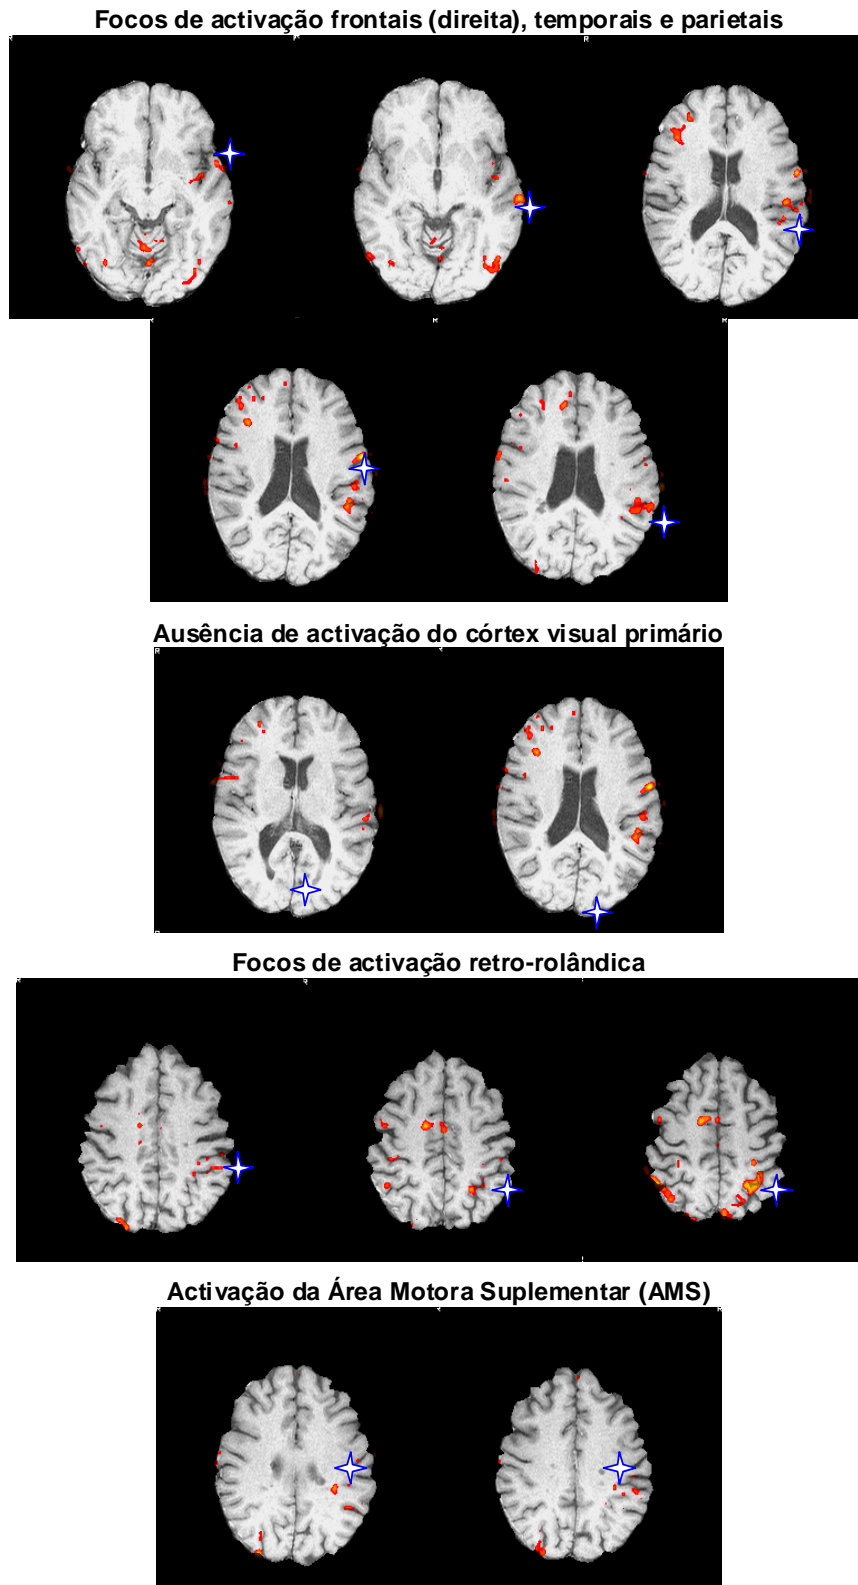 Focos de activação frontais (direita), temporais e parietais
R R R
R R R
Ausência de activação do córtex visual primário
R R
Focos de activação retro-rolândica
R R
Activação da Área Motora Suplementar (AMS)
R R R